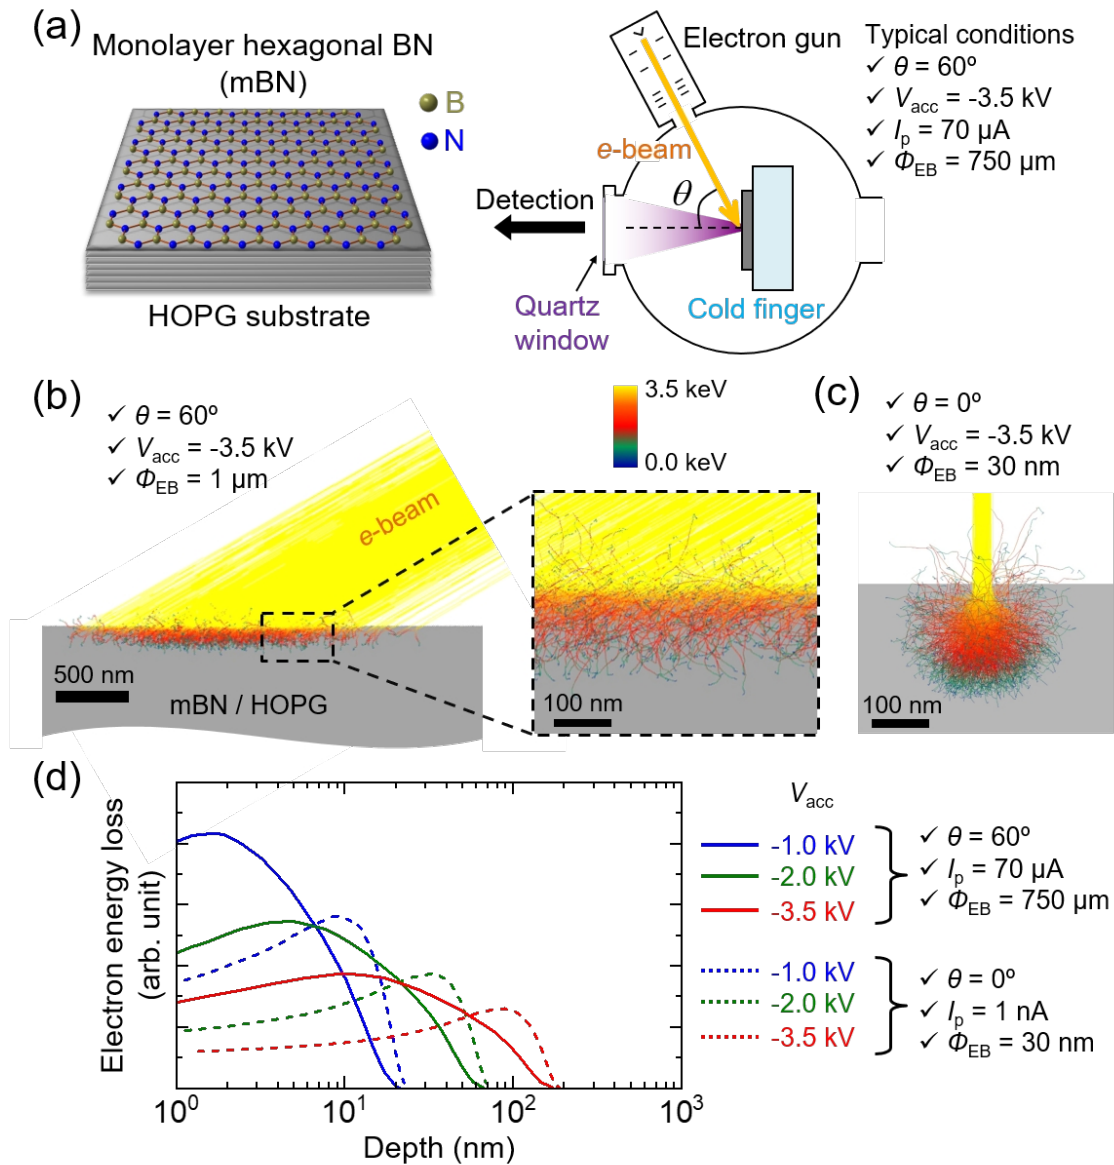 (a)
Monolayer hexagonal BN
(mBN)
B
N
HOPG substrate
Electron gun
e-beam
θ
Detection
Quartz
window
Cold finger
Typical conditions
✓ θ = 60º
✓ Vacc = -3.5 kV
✓ Ip = 70 µA
✓ ΦEB = 750 µm
(b)
✓ θ = 60º
✓ Vacc = -3.5 kV
✓ ΦEB = 1 µm
e-beam
500 nm
mBN / HOPG
3.5 keV
0.0 keV
100 nm
(c)
✓ θ = 0º
✓ Vacc = -3.5 kV
✓ ΦEB = 30 nm
100 nm
(d)
Electron energy loss
(arb. unit)
10⁰ 10¹ 10² 10³
Depth (nm)
Vacc
-1.0 kV
-2.0 kV
-3.5 kV
✓ θ = 60º
✓ Ip = 70 µA
✓ ΦEB = 750 µm
-1.0 kV
-2.0 kV
-3.5 kV
✓ θ = 0º
✓ Ip = 1 nA
✓ ΦEB = 30 nm